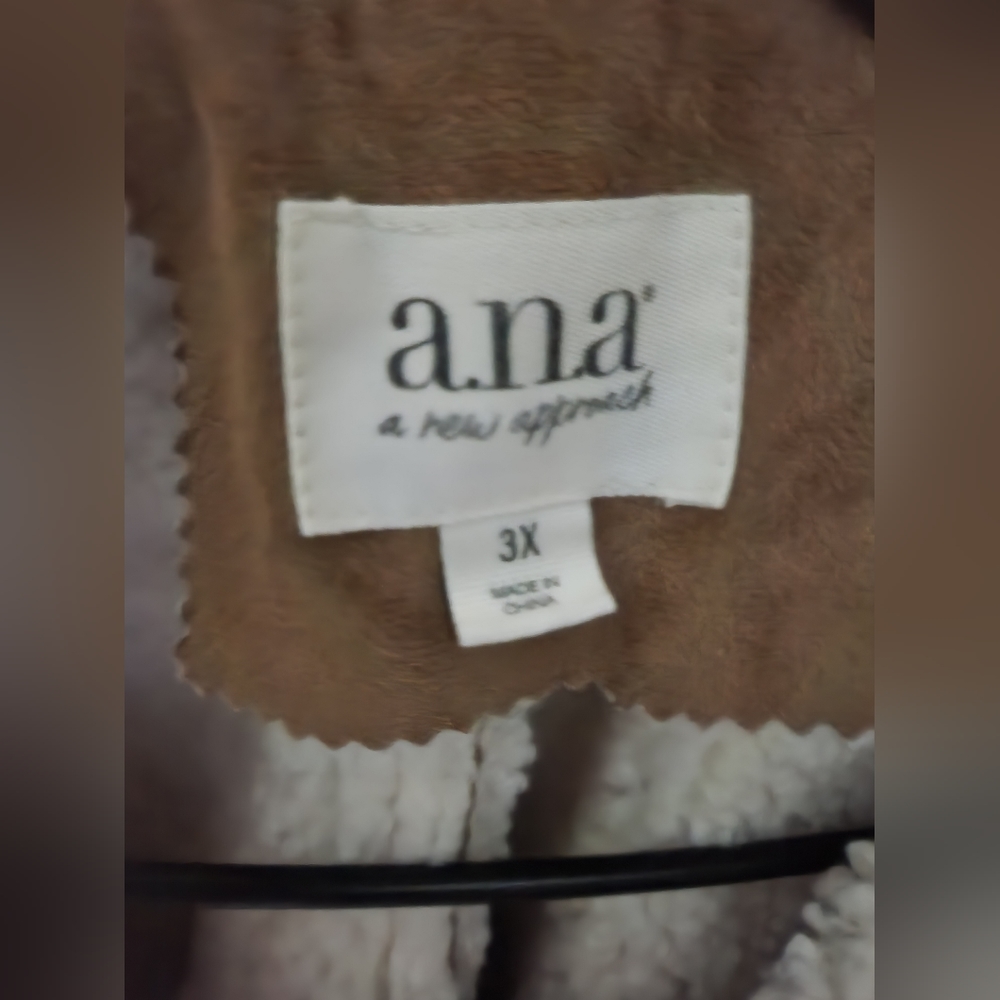 a.n.a®
a new approach
3X
MADE IN
CHINA